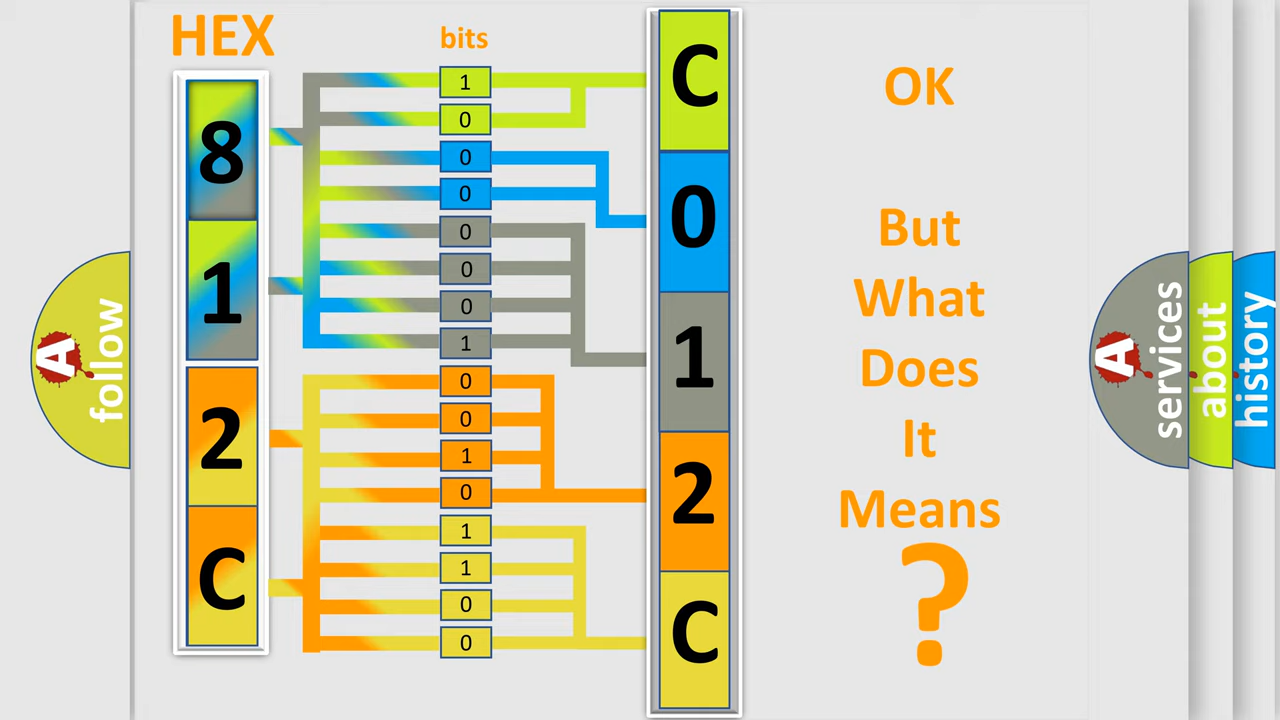 HEX
bits
8
1
2
C
1
0
0
0
0
0
0
1
0
0
1
0
1
1
0
0
C
0
1
2
C
OK
But
What
Does
It
Means
?
A
follow
A
services
about
history